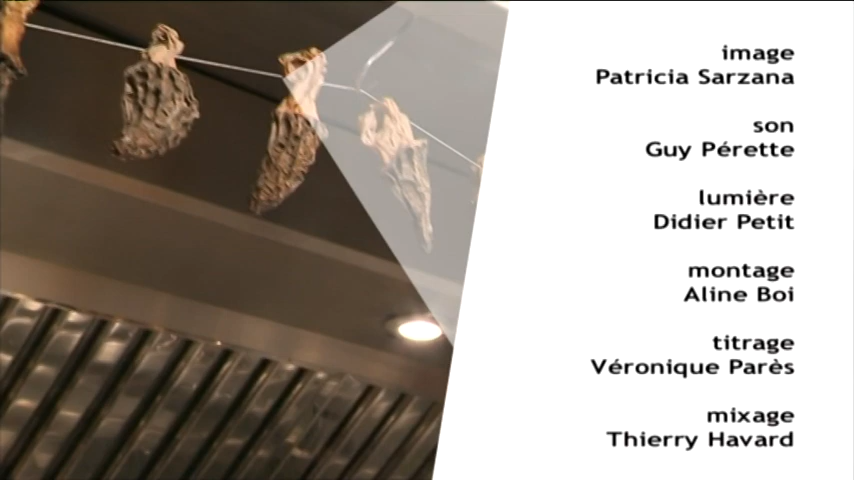 image
Patricia Sarzana
son
Guy Pérette
lumière
Didier Petit
montage
Aline Boi
titrage
Véronique Parès
mixage
Thierry Havard